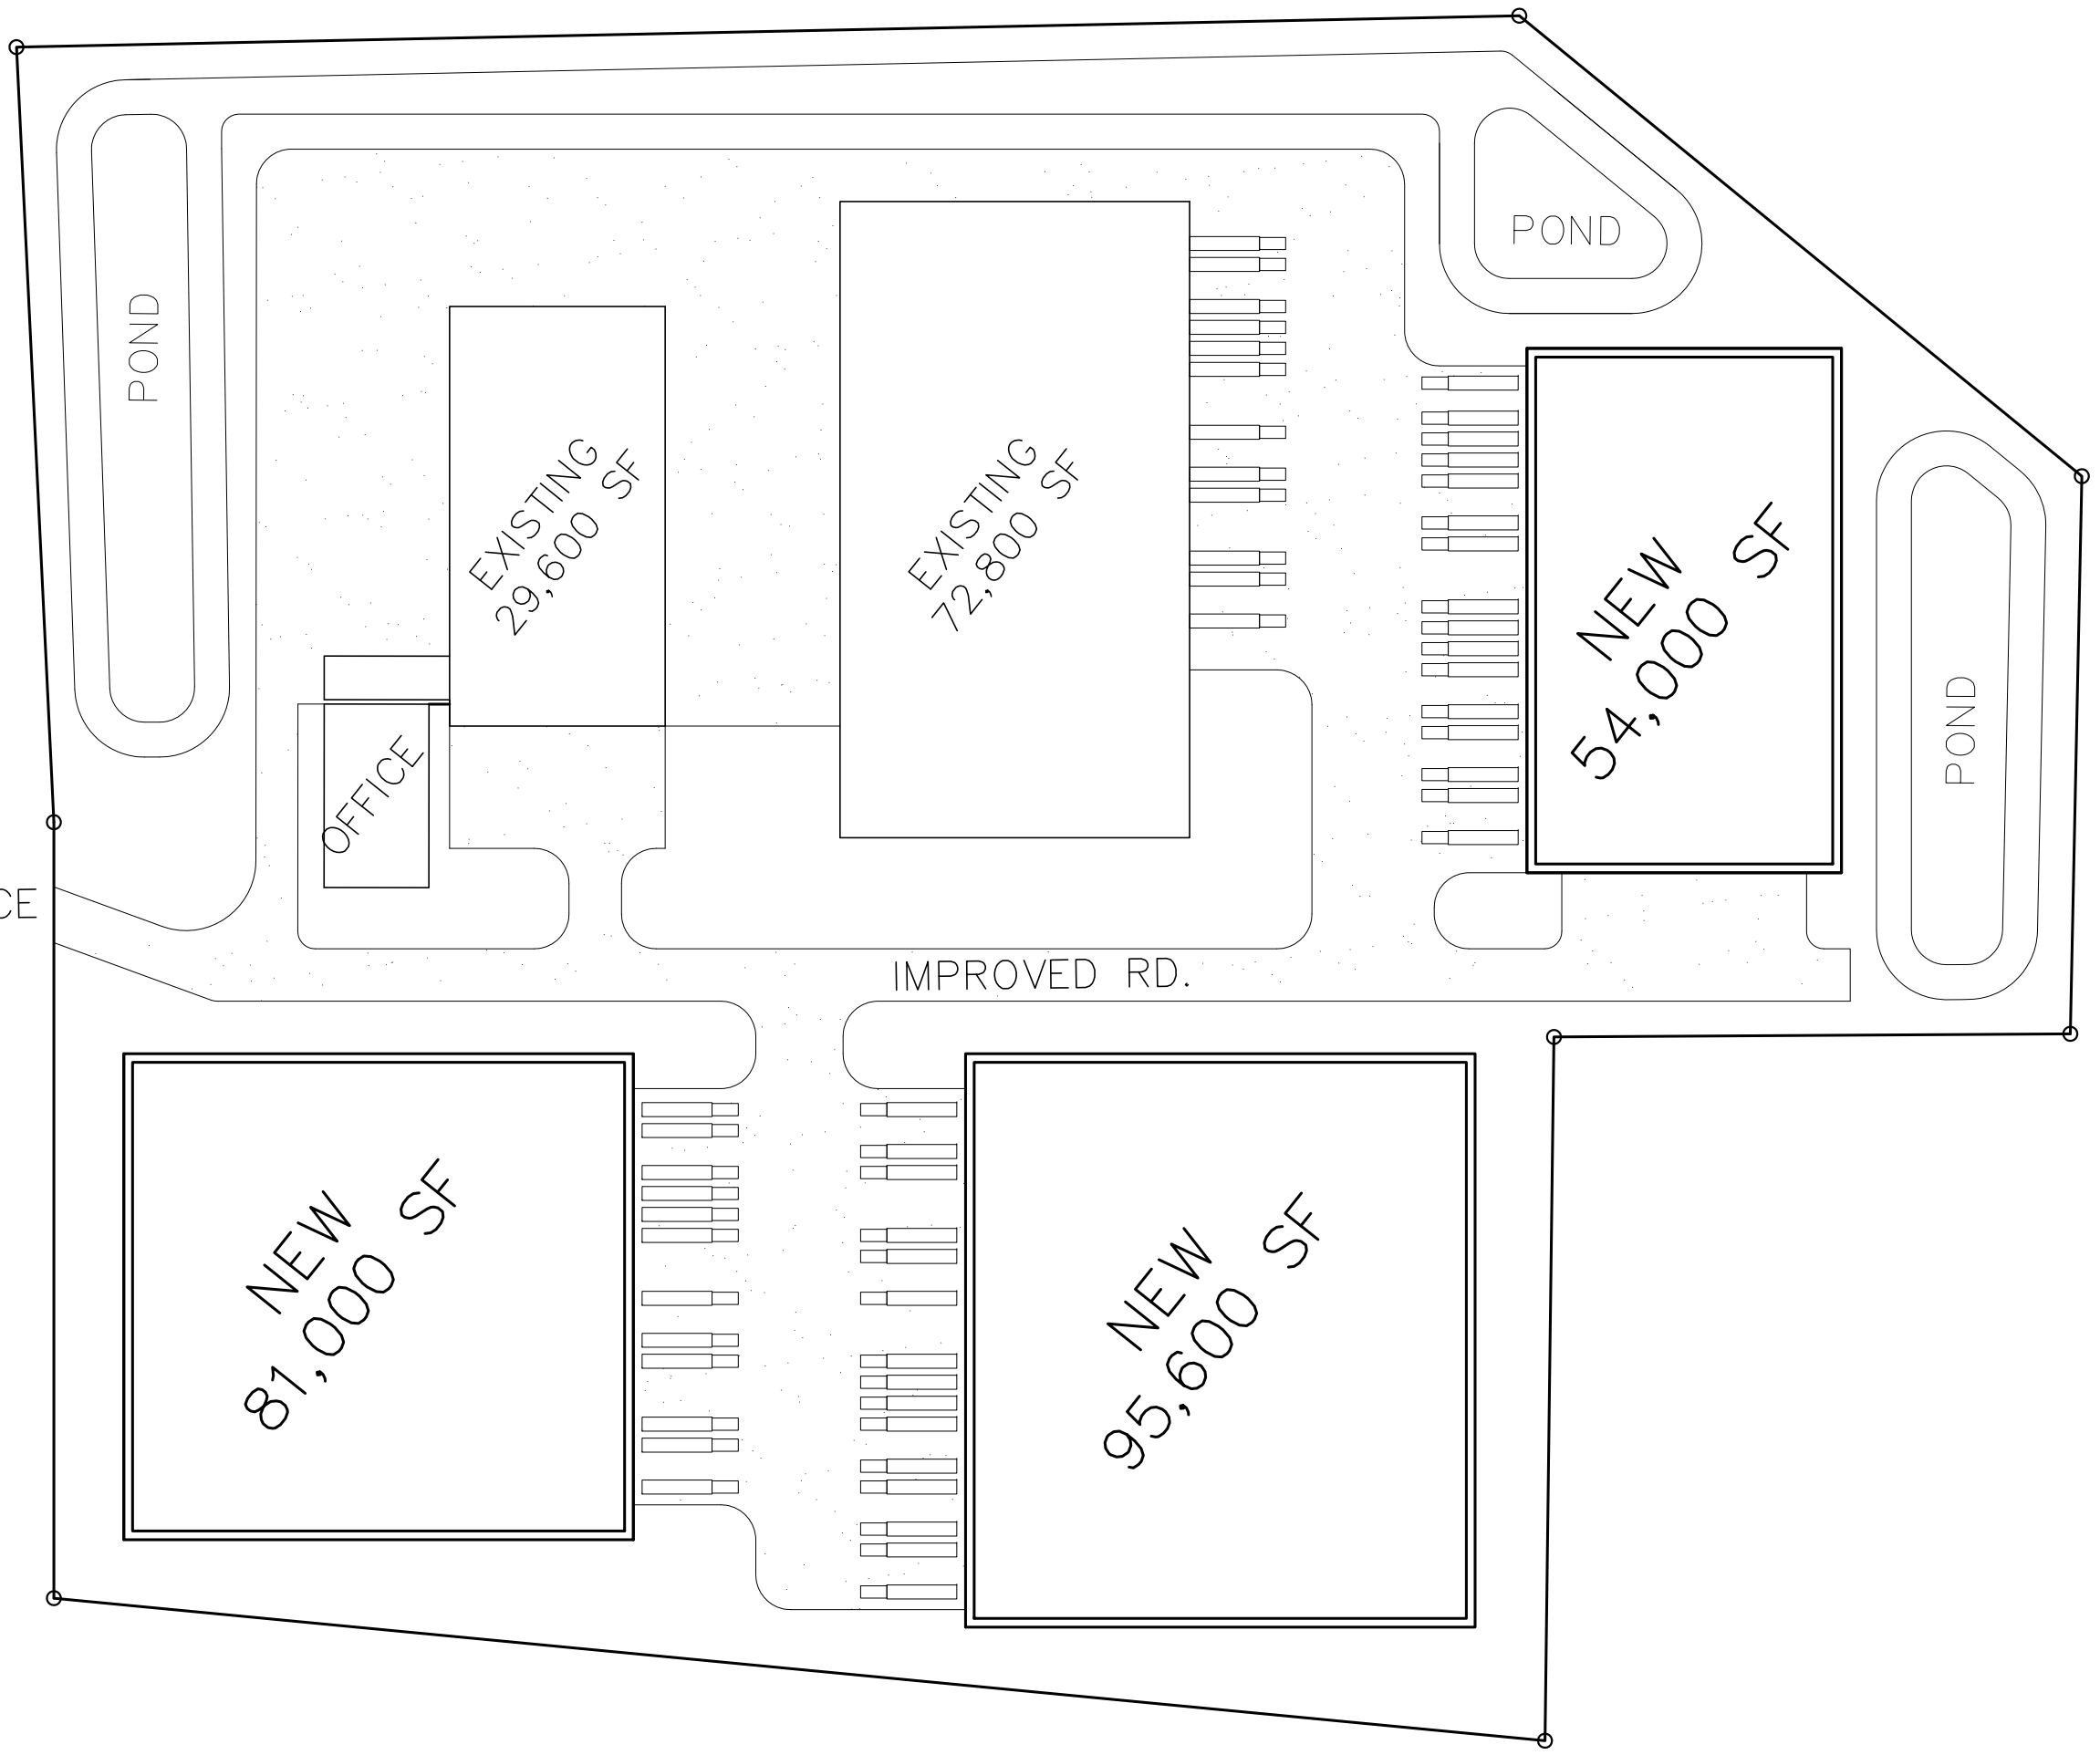 POND
POND
EXISTING
29,600 SF
EXISTING
72,800 SF
NEW
54,000 SF
POND
OFFICE
CE
IMPROVED RD.
NEW
81,000 SF
NEW
95,600 SF